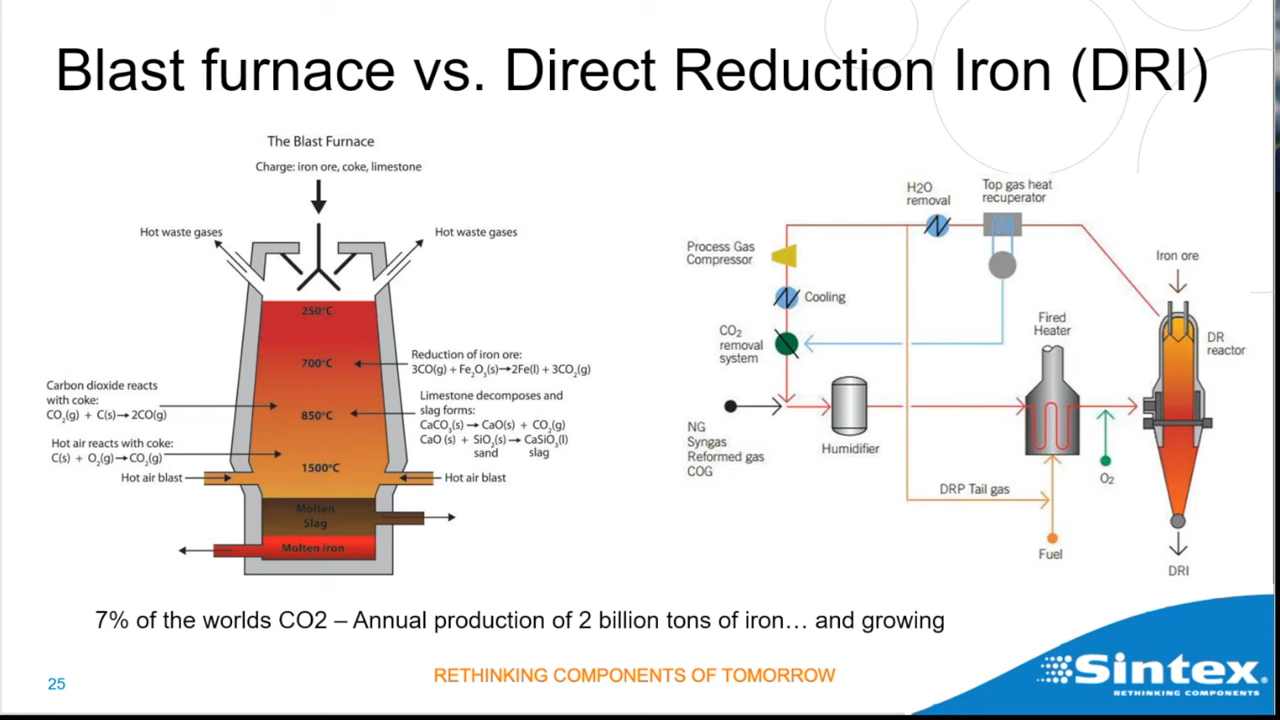 Blast furnace vs. Direct Reduction Iron (DRI)
The Blast Furnace
Charge: iron ore, coke, limestone
Hot waste gases
Hot waste gases
250°C
700°C
850°C
1500°C
Reduction of iron ore:
3CO(g) + Fe₂O₃(s)→2Fe(l) + 3CO₂(g)
Limestone decomposes and
slag forms:
CaCO₃(s) → CaO(s) + CO₂(g)
CaO (s) + SiO₂(s) → CaSiO₃(l)
sand slag
Carbon dioxide reacts
with coke:
CO₂(g) + C(s)→ 2CO(g)
Hot air reacts with coke:
C(s) + O₂(g)→CO₂(g)
Hot air blast
Hot air blast
Molten
Slag
Molten iron
H2O
removal
Top gas heat
recuperator
Process Gas
Compressor
Cooling
CO₂
removal
system
NG
Syngas
Reformed gas
COG
Humidifier
Fired
Heater
Iron ore
DR
reactor
O₂
DRP Tail gas
Fuel
DRI
7% of the worlds CO2 – Annual production of 2 billion tons of iron… and growing
25
RETHINKING COMPONENTS OF TOMORROW
Sintex®
RETHINKING COMPONENTS